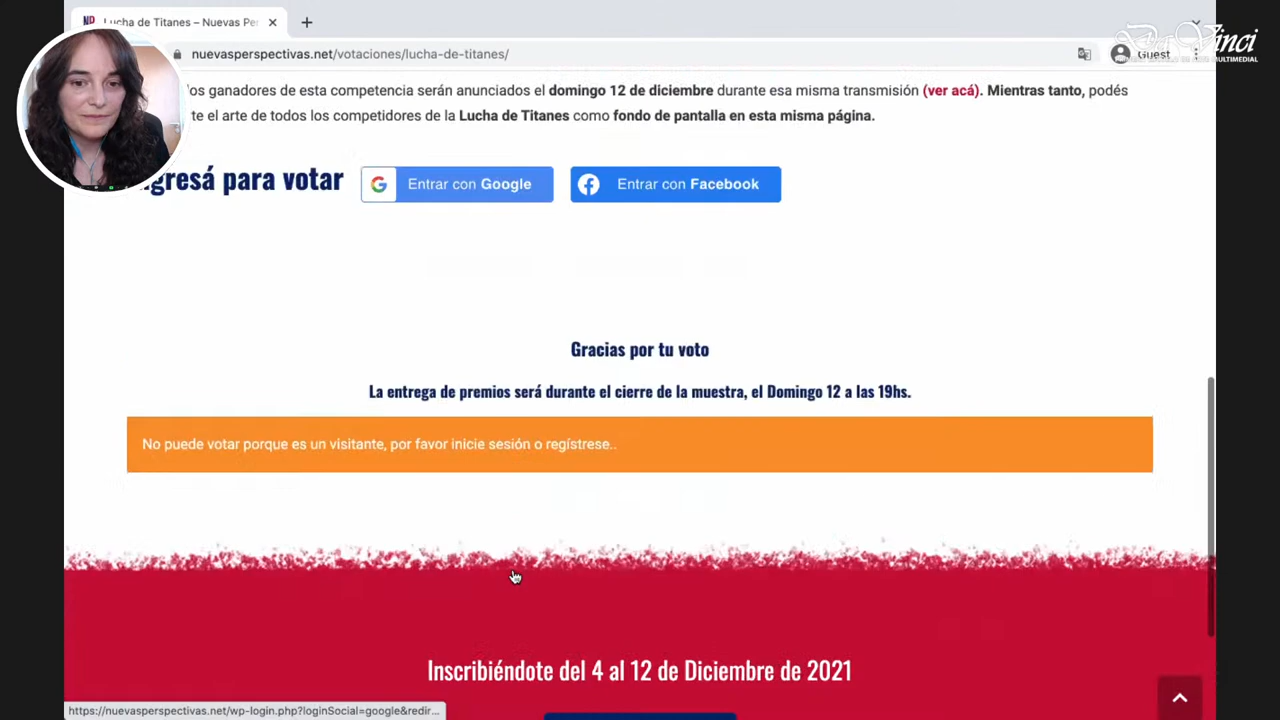 Lucha de Titanes – Nuevas Per
nuevasperspectivas.net/votaciones/lucha-de-titanes/
Guest
Da Vinci
os ganadores de esta competencia serán anunciados el domingo 12 de diciembre durante esa misma transmisión (ver acá). Mientras tanto, podés
te el arte de todos los competidores de la Lucha de Titanes como fondo de pantalla en esta misma página.
gresá para votar
Entrar con Google
Entrar con Facebook
Gracias por tu voto
La entrega de premios será durante el cierre de la muestra, el Domingo 12 a las 19hs.
No puede votar porque es un visitante, por favor inicie sesión o regístrese..
Inscribiéndote del 4 al 12 de Diciembre de 2021
https://nuevasperspectivas.net/wp-login.php?loginSocial=google&redir...